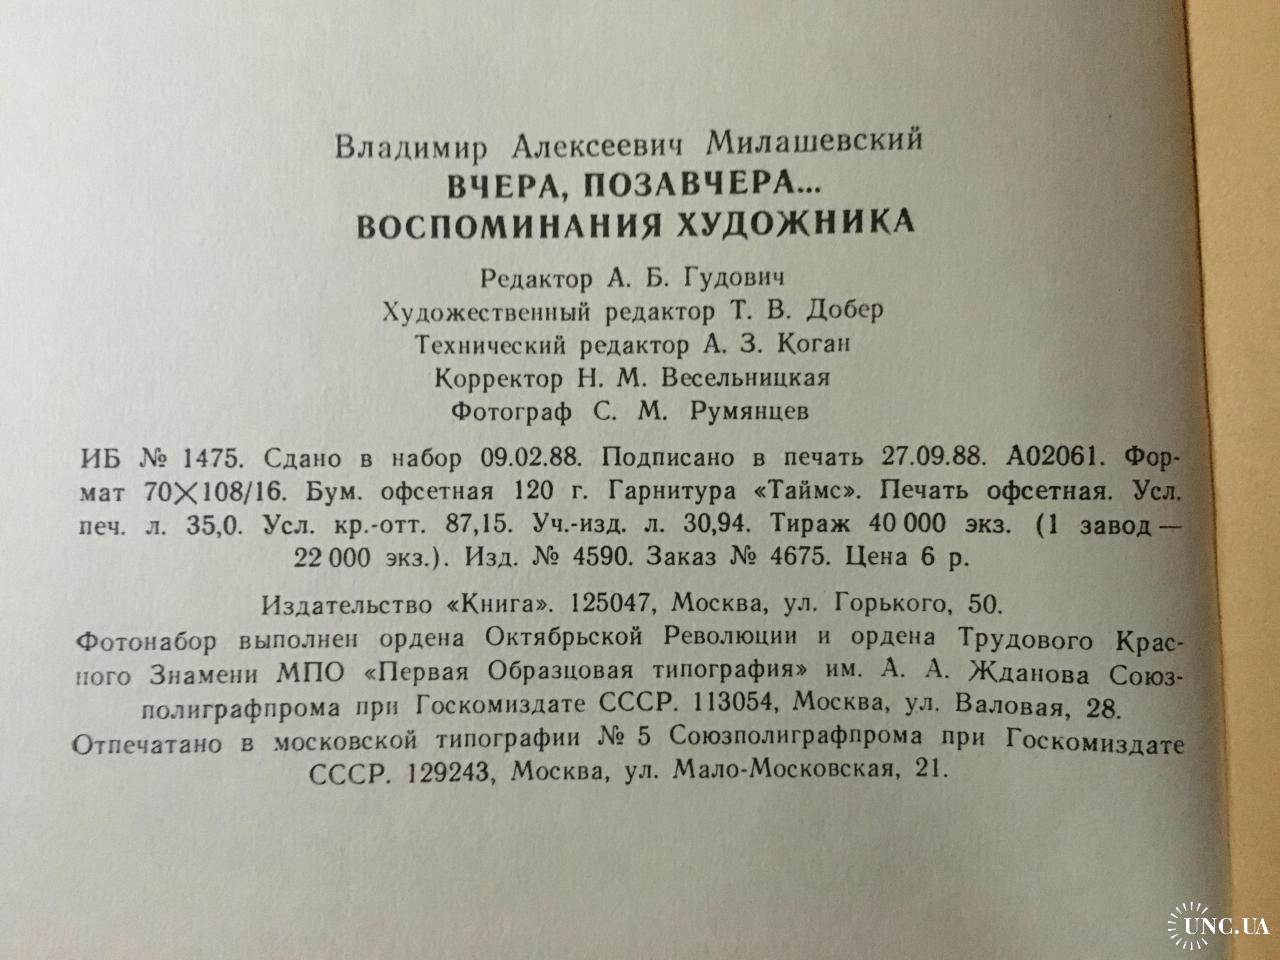 Владимир Алексеевич Милашевский
ВЧЕРА, ПОЗАВЧЕРА...
ВОСПОМИНАНИЯ ХУДОЖНИКА
Редактор А. Б. Гудович
Художественный редактор Т. В. Добер
Технический редактор А. З. Коган
Корректор Н. М. Весельницкая
Фотограф С. М. Румянцев
ИБ № 1475. Сдано в набор 09.02.88. Подписано в печать 27.09.88. А02061. Фор-
мат 70×108/16. Бум. офсетная 120 г. Гарнитура «Таймс». Печать офсетная. Усл.
печ. л. 35,0. Усл. кр.-отт. 87,15. Уч.-изд. л. 30,94. Тираж 40 000 экз. (1 завод —
22 000 экз.). Изд. № 4590. Заказ № 4675. Цена 6 р.
Издательство «Книга». 125047, Москва, ул. Горького, 50.
Фотонабор выполнен ордена Октябрьской Революции и ордена Трудового Крас-
ного Знамени МПО «Первая Образцовая типография» им. А. А. Жданова Союз-
полиграфпрома при Госкомиздате СССР. 113054, Москва, ул. Валовая, 28.
Отпечатано в московской типографии № 5 Союзполиграфпрома при Госкомиздате
СССР. 129243, Москва, ул. Мало-Московская, 21.
UNC.UA